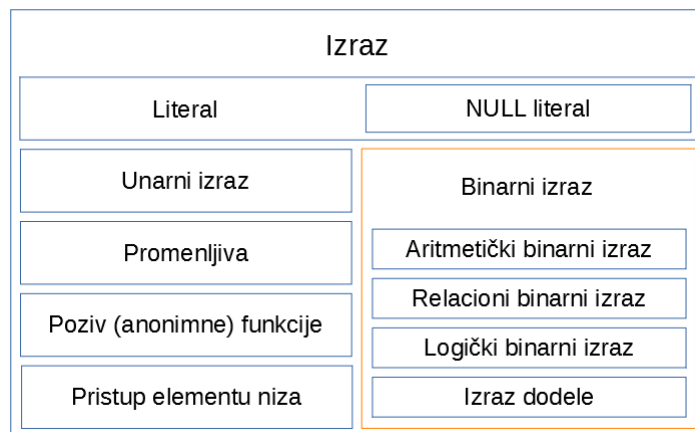 Izraz
Literal
NULL literal
Unarni izraz
Binarni izraz
Promenljiva
Aritmetički binarni izraz
Relacioni binarni izraz
Poziv (anonimne) funkcije
Logički binarni izraz
Pristup elementu niza
Izraz dodele